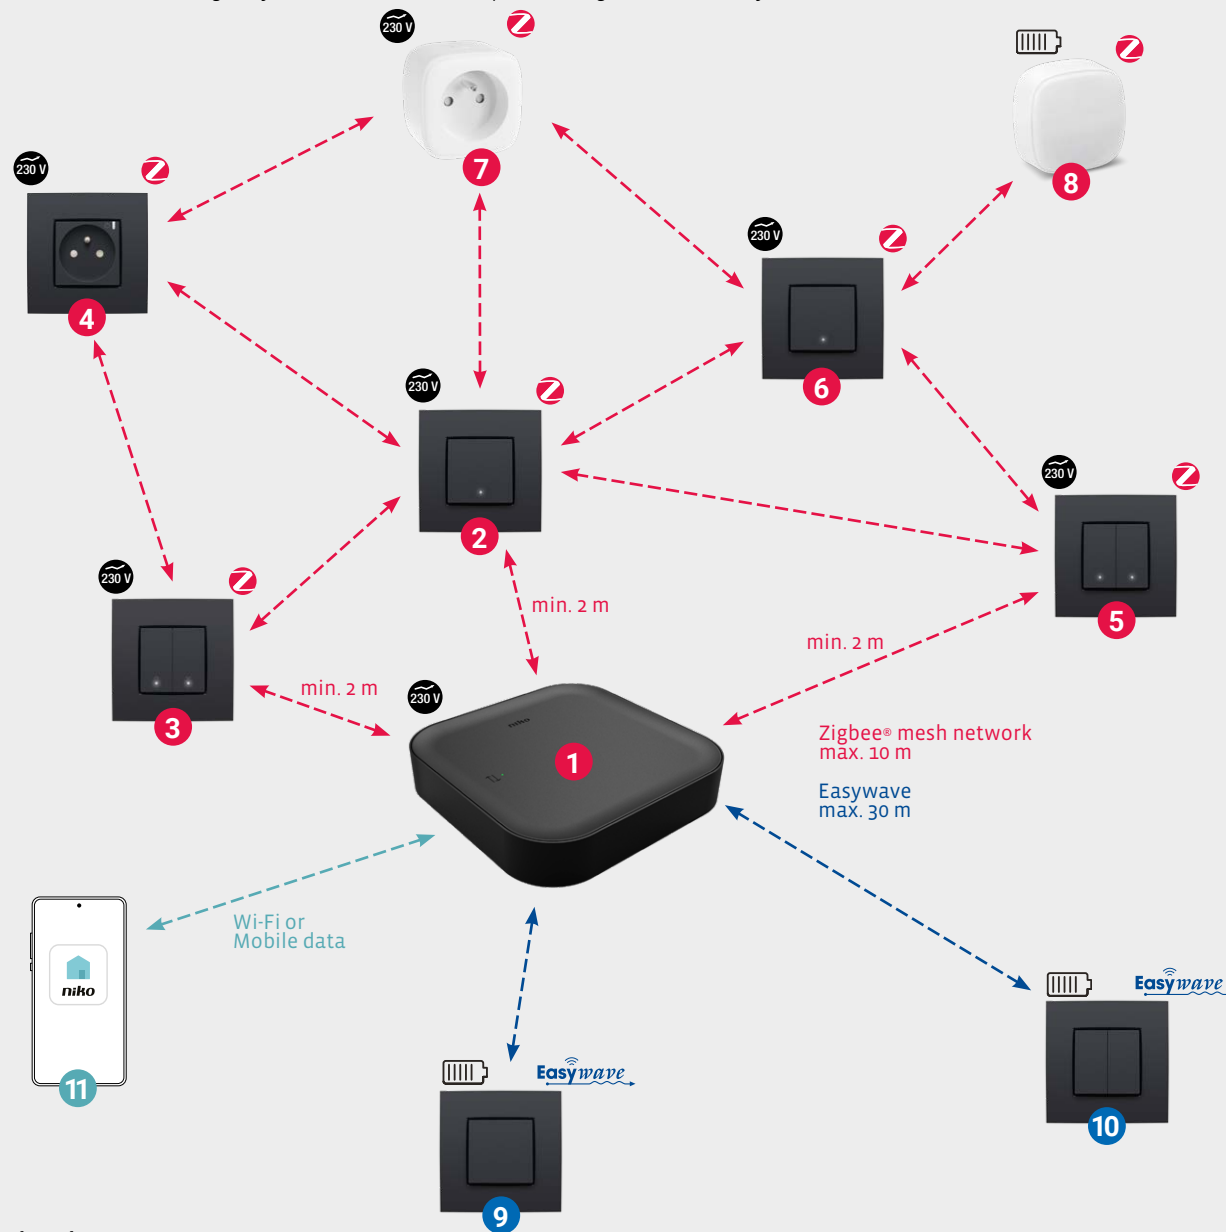 230 V
7
8
230 V
4
230 V
6
230 V
2
230 V
5
230 V
3
min. 2 m
min. 2 m
min. 2 m
230 V
niko
1
Zigbee® mesh network
max. 10 m
Easywave
max. 30 m
Wi-Fi or
Mobile data
niko
11
Easywave
10
Easywave
9